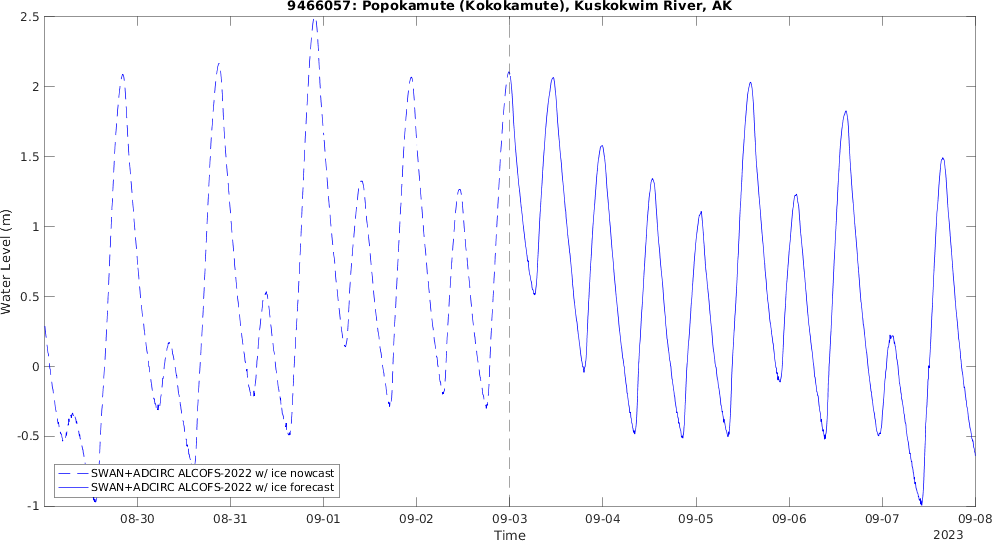 9466057: Popokamute (Kokokamute), Kuskokwim River, AK
2.5
2
1.5
1
0.5
0
-0.5
-1
Water Level (m)
SWAN+ADCIRC ALCOFS-2022 w/ ice nowcast
SWAN+ADCIRC ALCOFS-2022 w/ ice forecast
08-30 08-31 09-01 09-02 09-03 09-04 09-05 09-06 09-07 09-08
Time
2023